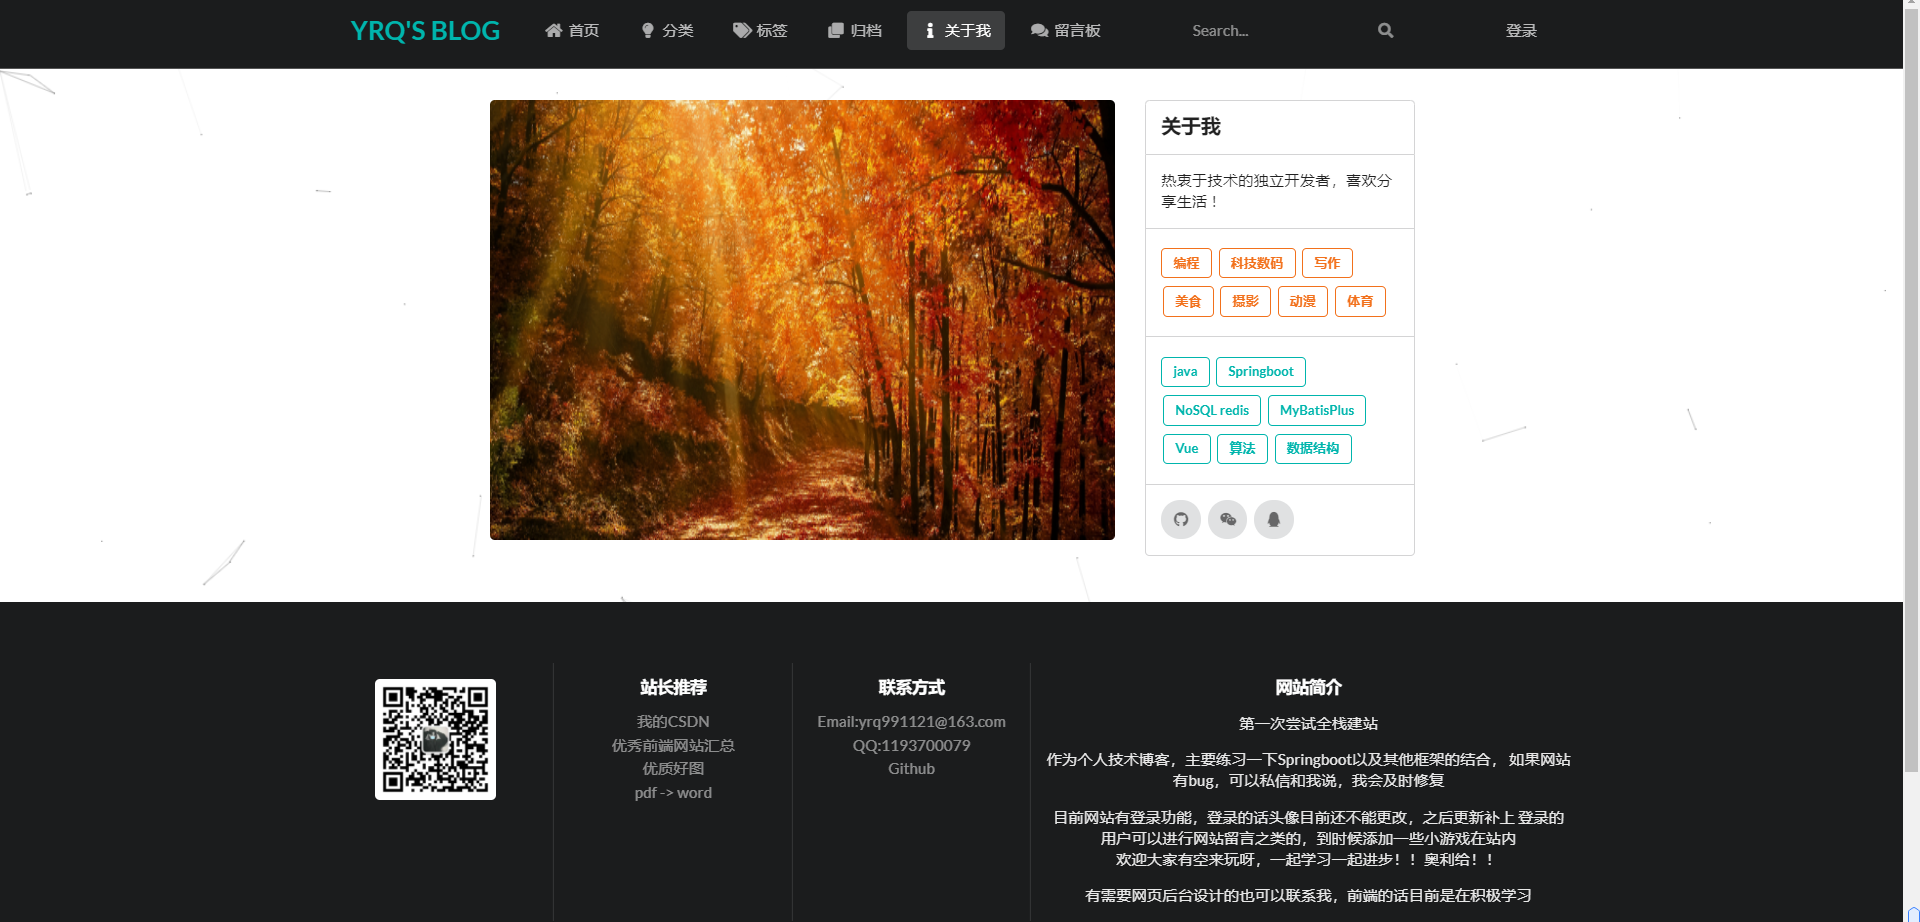 YRQ'S BLOG 首页 分类 标签 归档 关于我 留言板 Search... 登录
关于我
热衷于技术的独立开发者，喜欢分
享生活！
编程 科技数码 写作
美食 摄影 动漫 体育
java Springboot
NoSQL redis MyBatisPlus
Vue 算法 数据结构
站长推荐
我的CSDN
优秀前端网站汇总
优质好图
pdf -> word
联系方式
Email:yrq991121@163.com
QQ:1193700079
Github
网站简介
第一次尝试全栈建站
作为个人技术博客，主要练习一下Springboot以及其他框架的结合， 如果网站
有bug，可以私信和我说，我会及时修复
目前网站有登录功能，登录的话头像目前还不能更改，之后更新补上 登录的
用户可以进行网站留言之类的，到时候添加一些小游戏在站内
欢迎大家有空来玩呀，一起学习一起进步！！奥利给！！
有需要网页后台设计的也可以联系我，前端的话目前是在积极学习